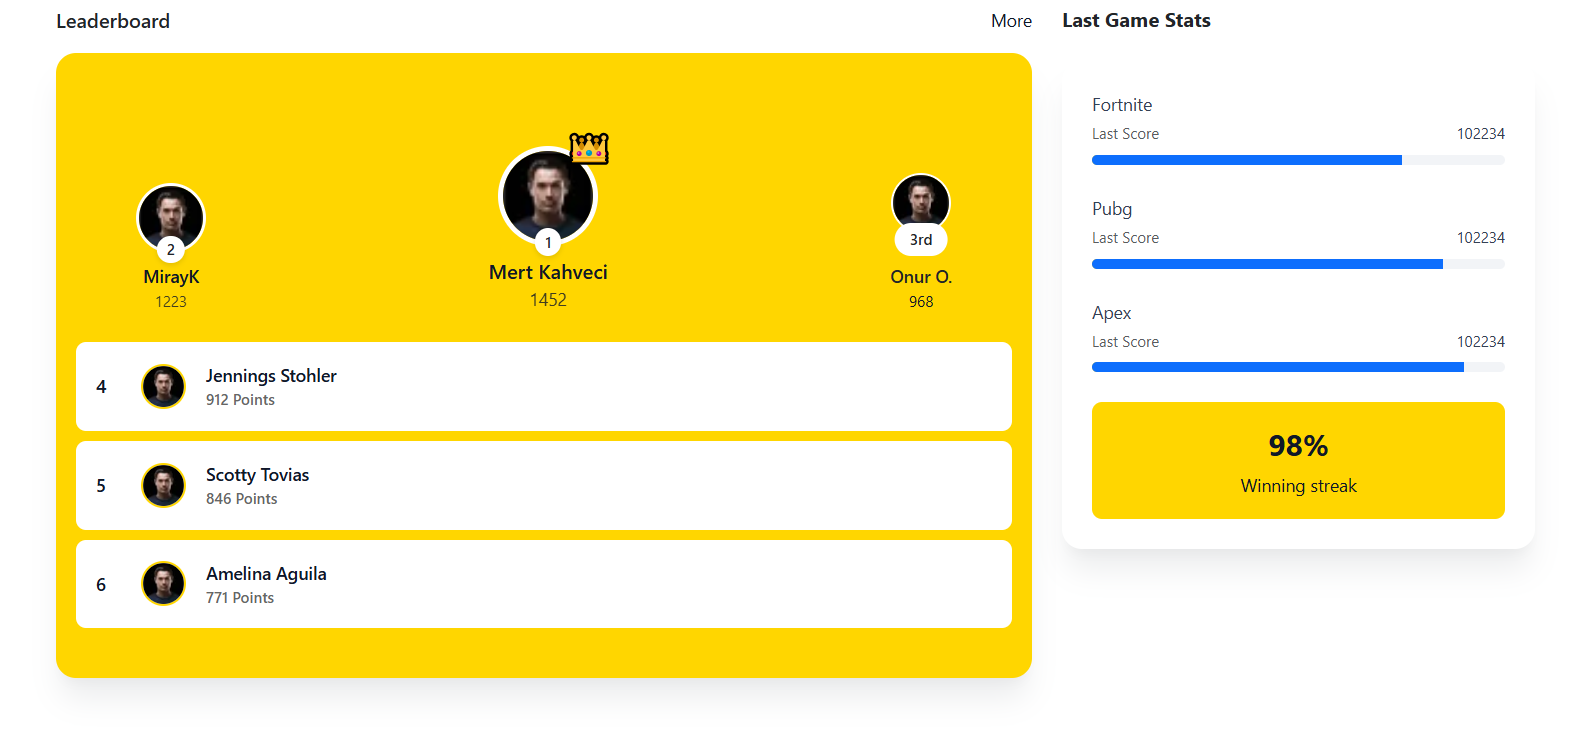 Leaderboard
More
2
MirayK
1223
1
Mert Kahveci
1452
3rd
Onur O.
968
4
Jennings Stohler
912 Points
5
Scotty Tovias
846 Points
6
Amelina Aguila
771 Points
Last Game Stats
Fortnite
Last Score 102234
Pubg
Last Score 102234
Apex
Last Score 102234
98%
Winning streak